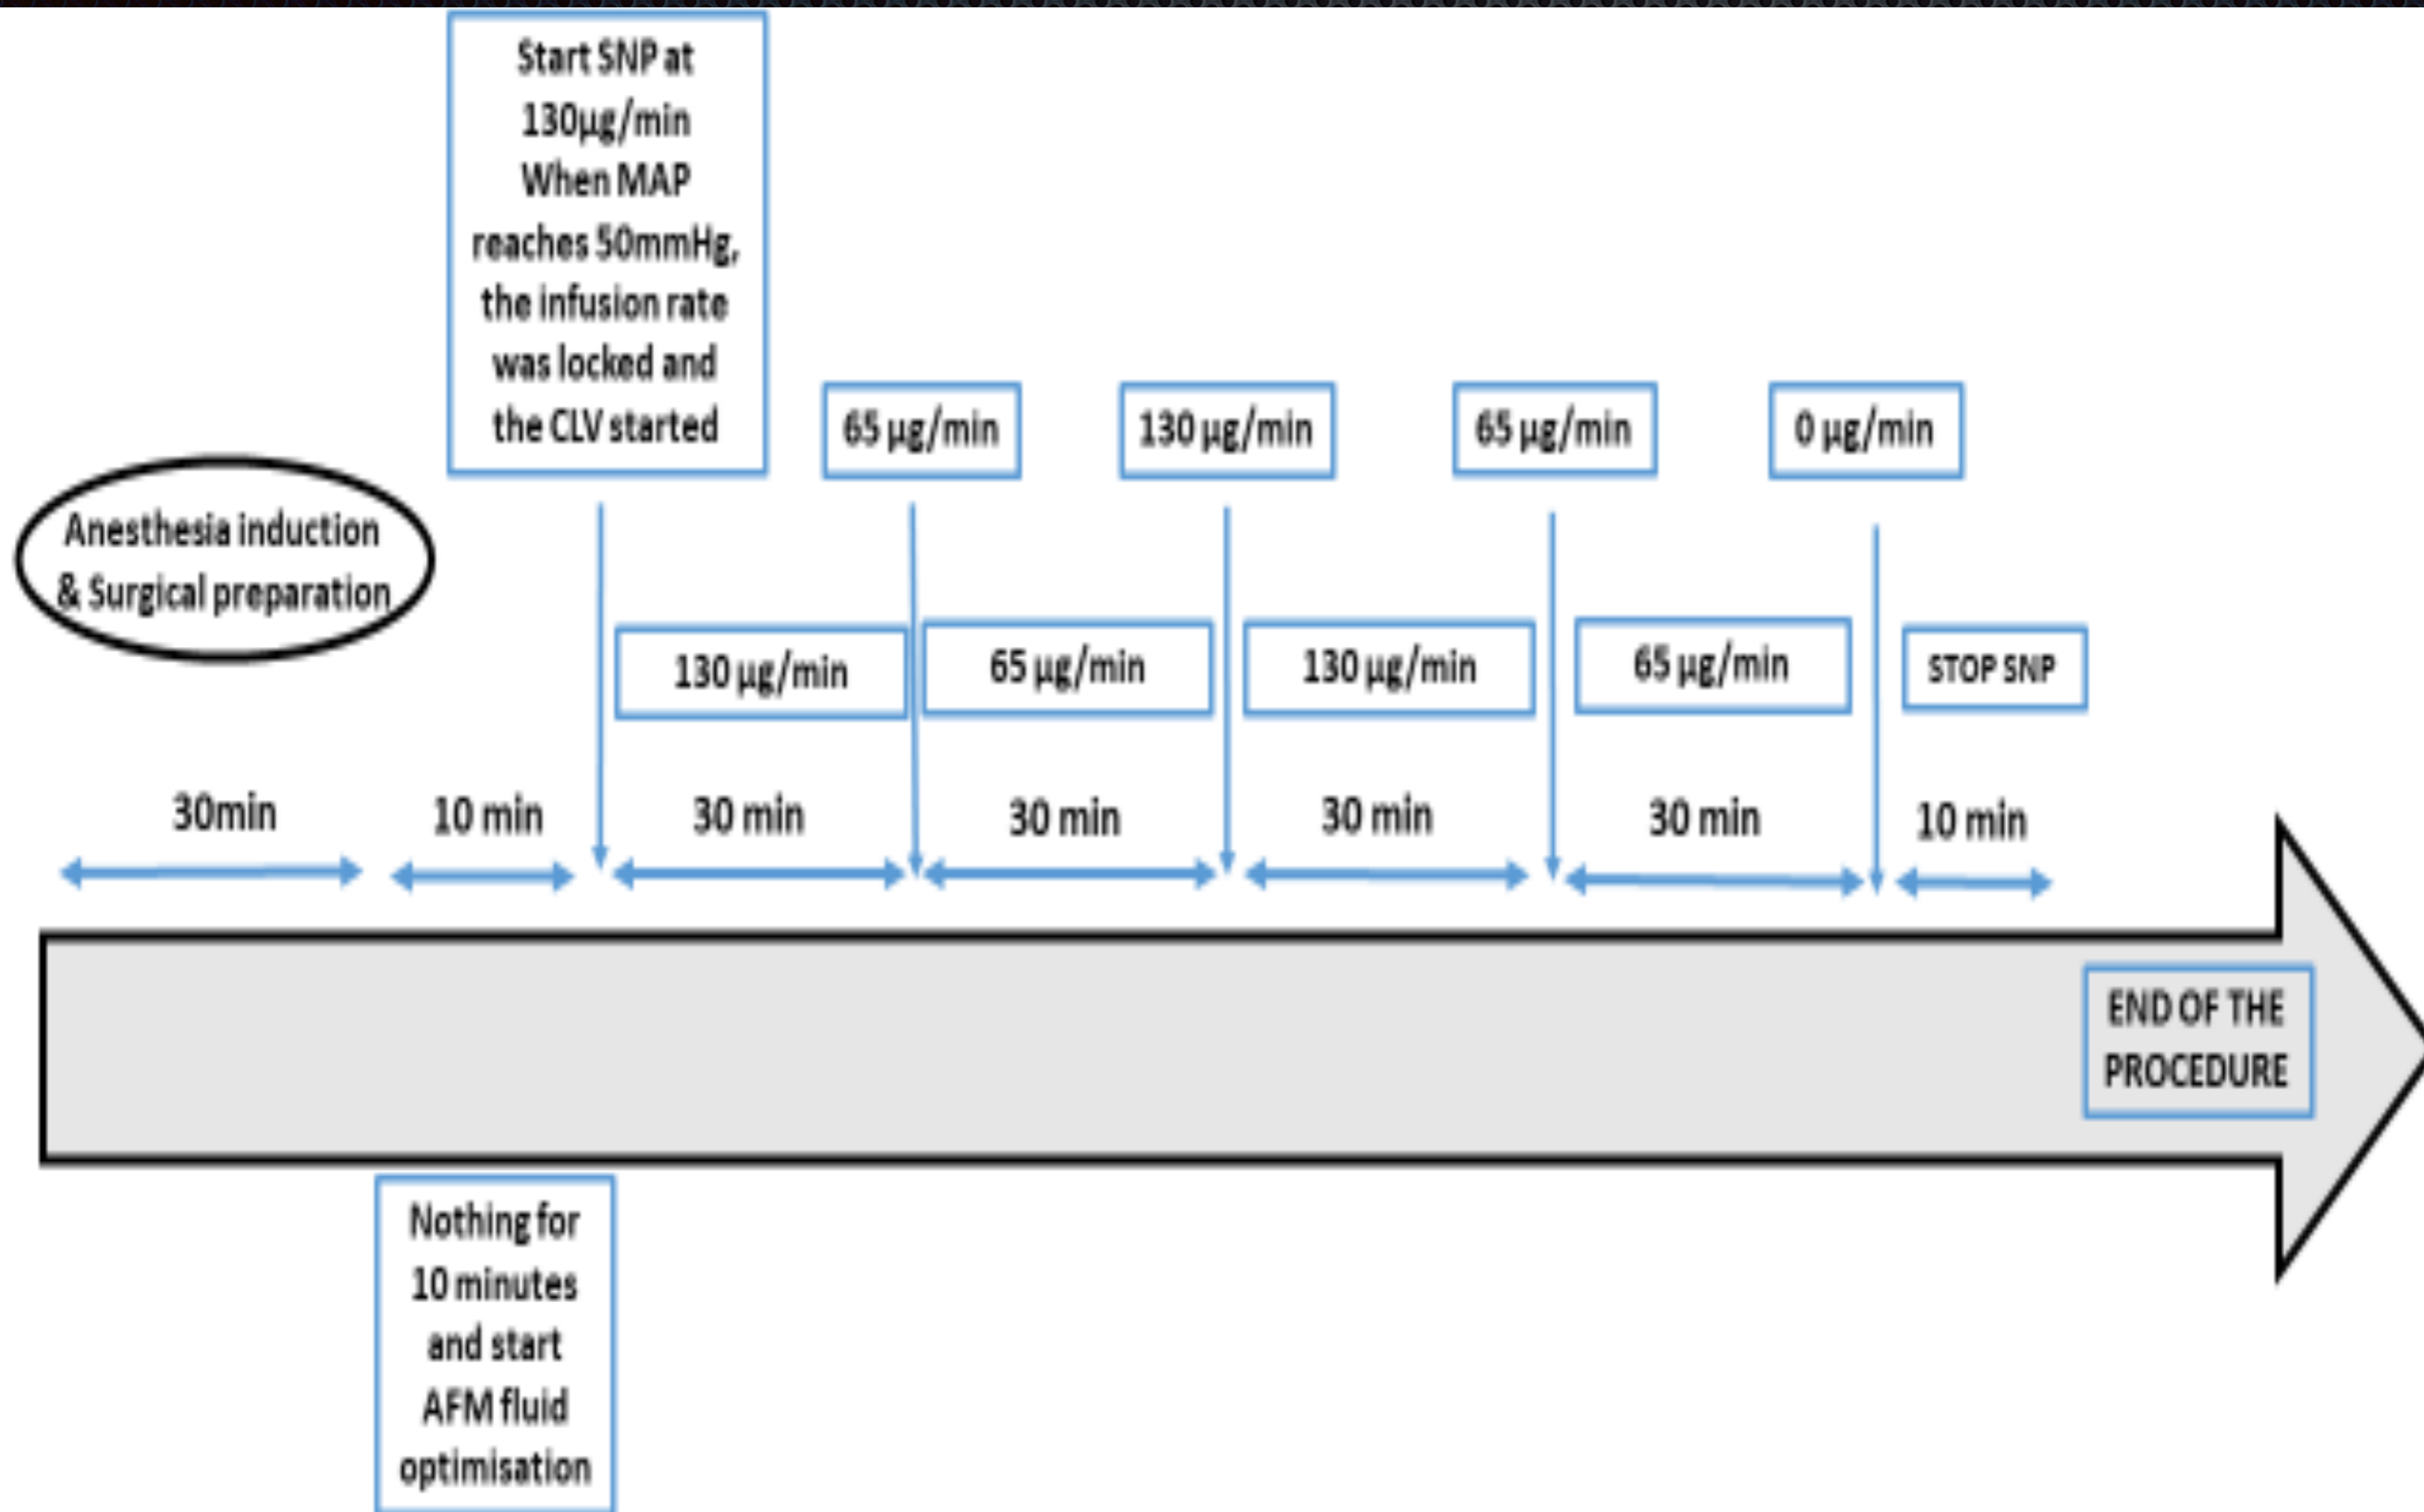 Start SNP at
130µg/min
When MAP
reaches 50mmHg,
the infusion rate
was locked and
the CLV started
65 µg/min
130 µg/min
65 µg/min
0 µg/min
Anesthesia induction
& Surgical preparation
130 µg/min
65 µg/min
130 µg/min
65 µg/min
STOP SNP
30min
10 min
30 min
30 min
30 min
30 min
10 min
END OF THE
PROCEDURE
Nothing for
10 minutes
and start
AFM fluid
optimisation